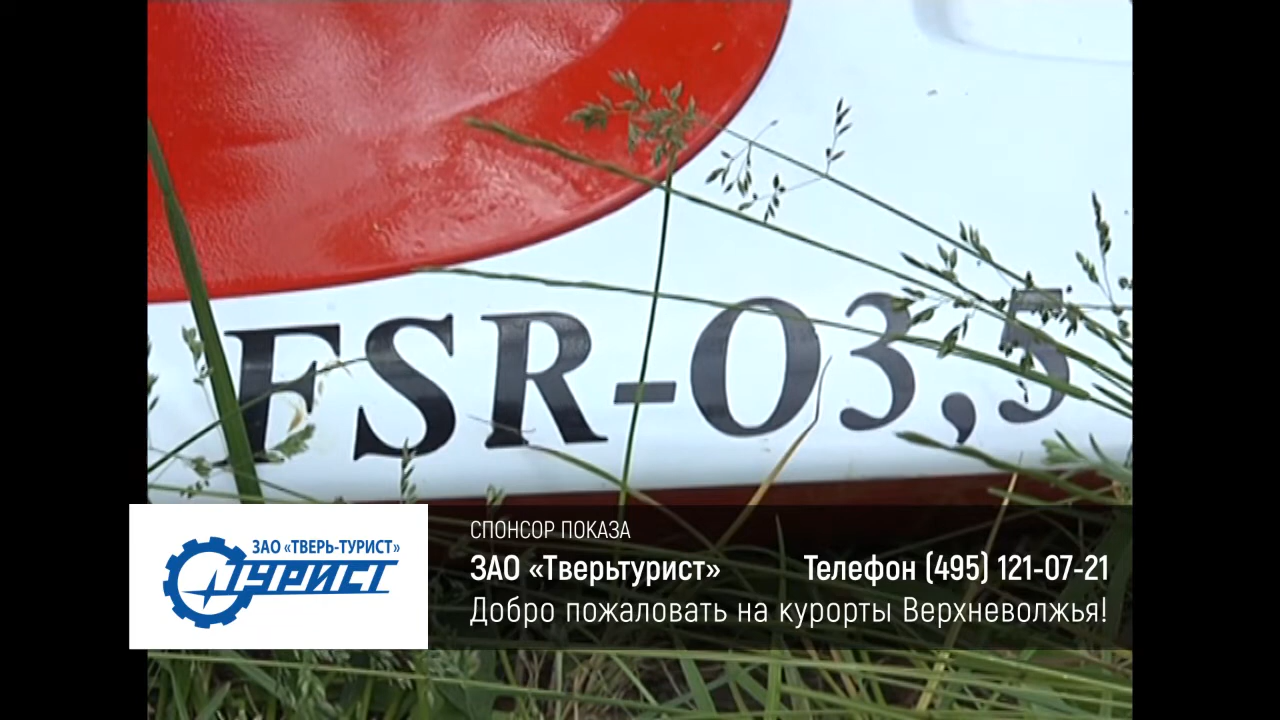 FSR-03,5
ЗАО «ТВЕРЬ-ТУРИСТ»
ТУРИСТ
СПОНСОР ПОКАЗА
ЗАО «Тверьтурист» Телефон (495) 121-07-21
Добро пожаловать на курорты Верхневолжья!